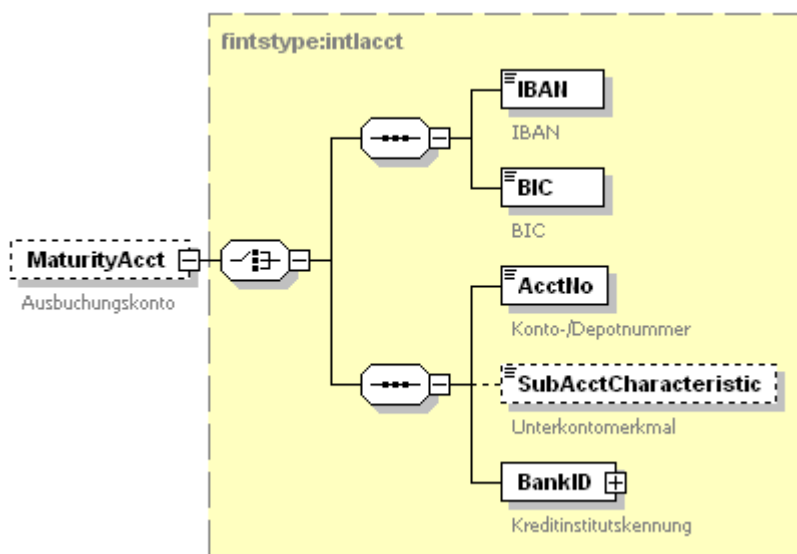 fintstype:intlacct
IBAN
IBAN
BIC
BIC
MaturityAcct
Ausbuchungskonto
AcctNo
Konto-/Depotnummer
SubAcctCharacteristic
Unterkontomerkmal
BankID
Kreditinstitutskennung